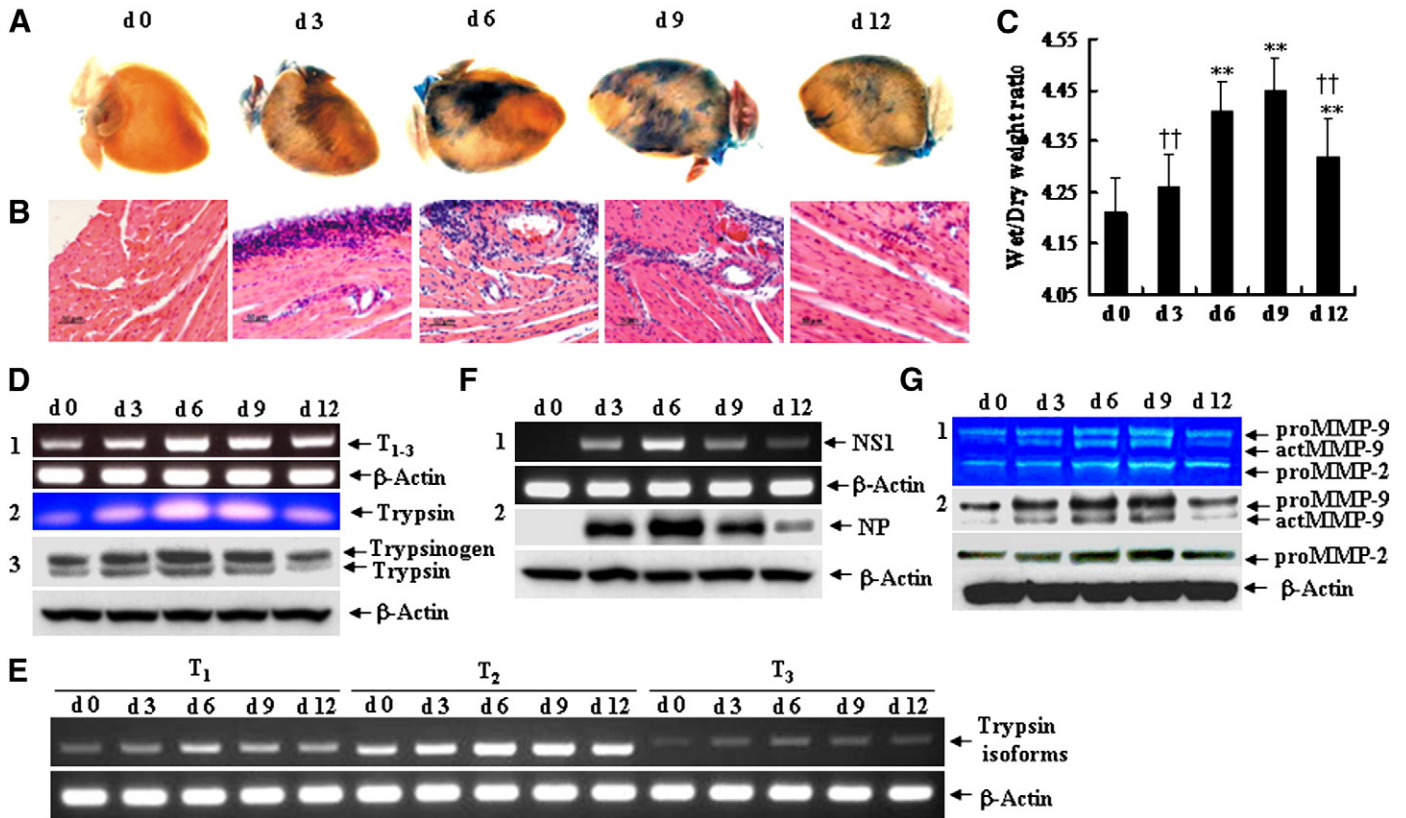 A
d 0 d 3 d 6 d 9 d 12
B
C
Wet/Dry weight ratio
4.55
4.45
4.35
4.25
4.15
4.05
**
**
††
††
**
d 0 d 3 d 6 d 9 d 12
D
d 0 d 3 d 6 d 9 d 12
1
T1-3
β-Actin
2
Trypsin
3
Trypsinogen
Trypsin
β-Actin
F
d 0 d 3 d 6 d 9 d 12
1
NS1
β-Actin
2
NP
β-Actin
G
d 0 d 3 d 6 d 9 d 12
1
proMMP-9
actMMP-9
proMMP-2
2
proMMP-9
actMMP-9
proMMP-2
β-Actin
E
T1 T2 T3
d 0 d 3 d 6 d 9 d 12 d 0 d 3 d 6 d 9 d 12 d 0 d 3 d 6 d 9 d 12
Trypsin
isoforms
β-Actin